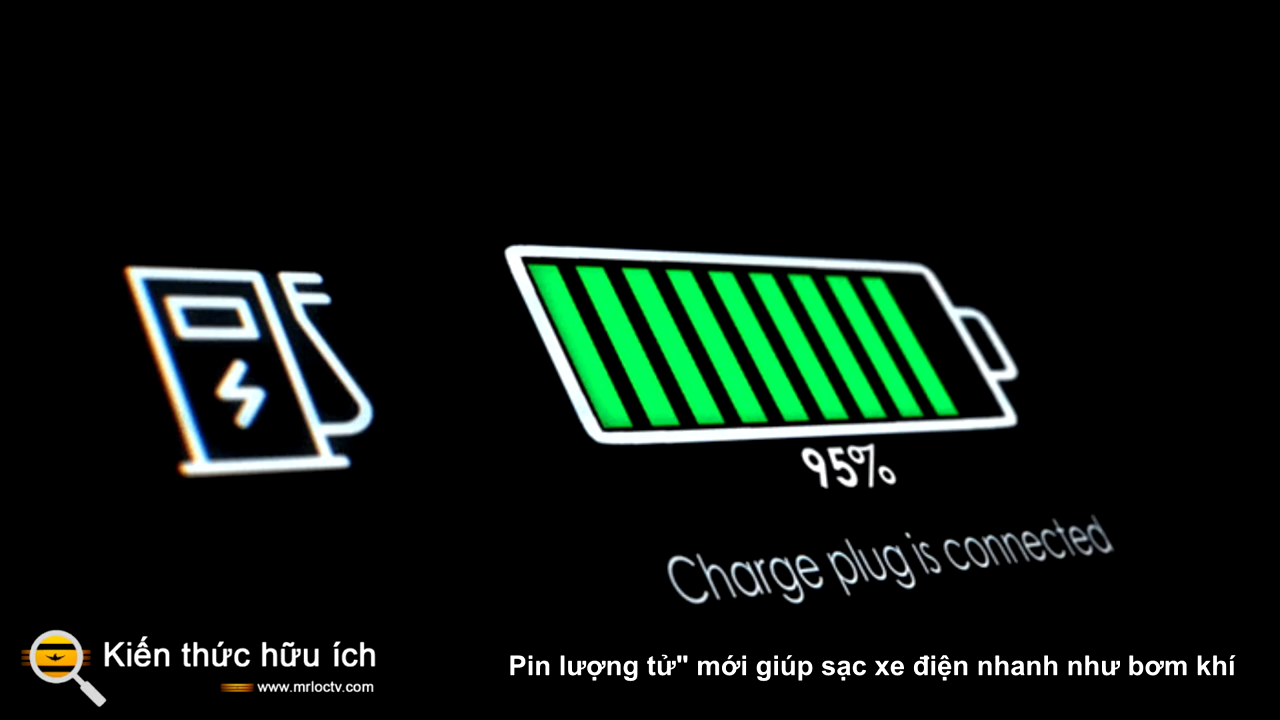 95%
Charge plug is connected
Kiến thức hữu ích
www.mrloctv.com
Pin lượng tử" mới giúp sạc xe điện nhanh như bơm khí